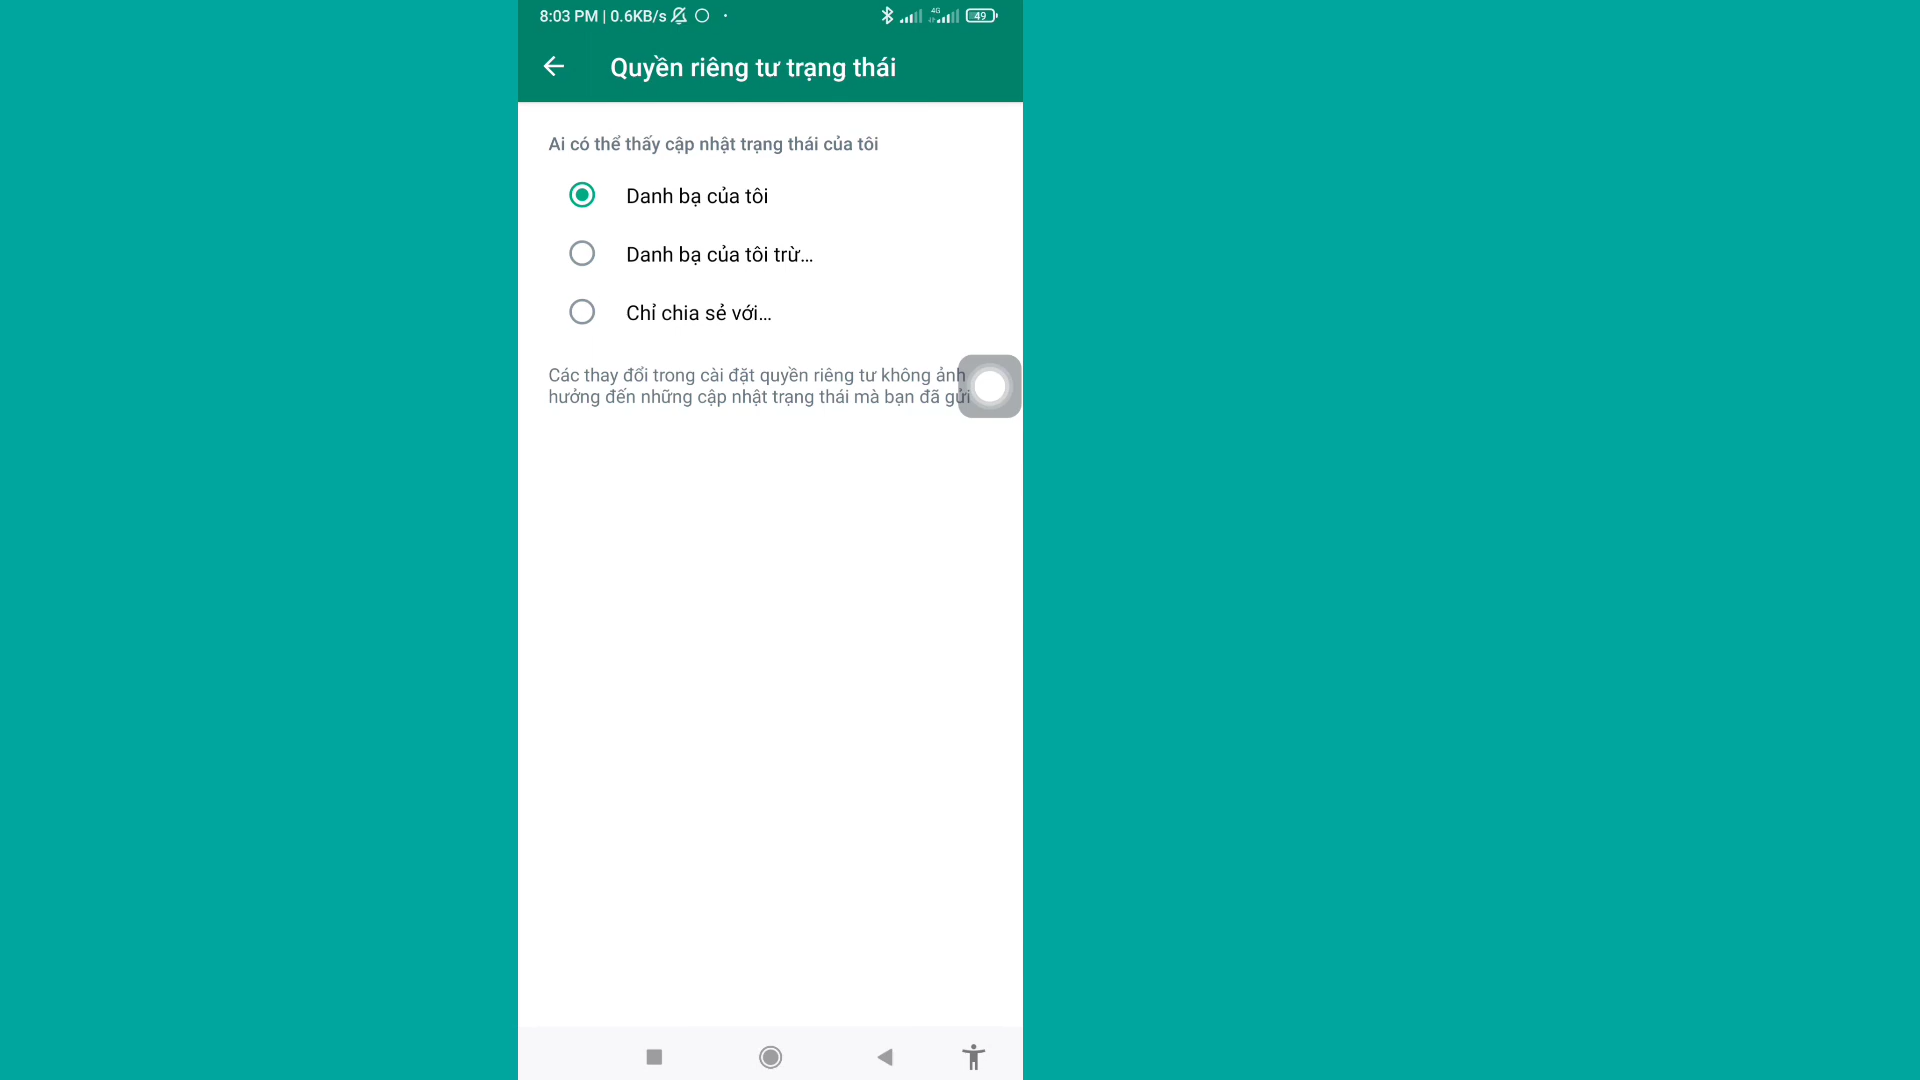 8:03 PM | 0.6KB/s 4G 49
Quyền riêng tư trạng thái
Ai có thể thấy cập nhật trạng thái của tôi
Danh bạ của tôi
Danh bạ của tôi trừ...
Chỉ chia sẻ với...
Các thay đổi trong cài đặt quyền riêng tư không ảnh
hưởng đến những cập nhật trạng thái mà bạn đã gửi